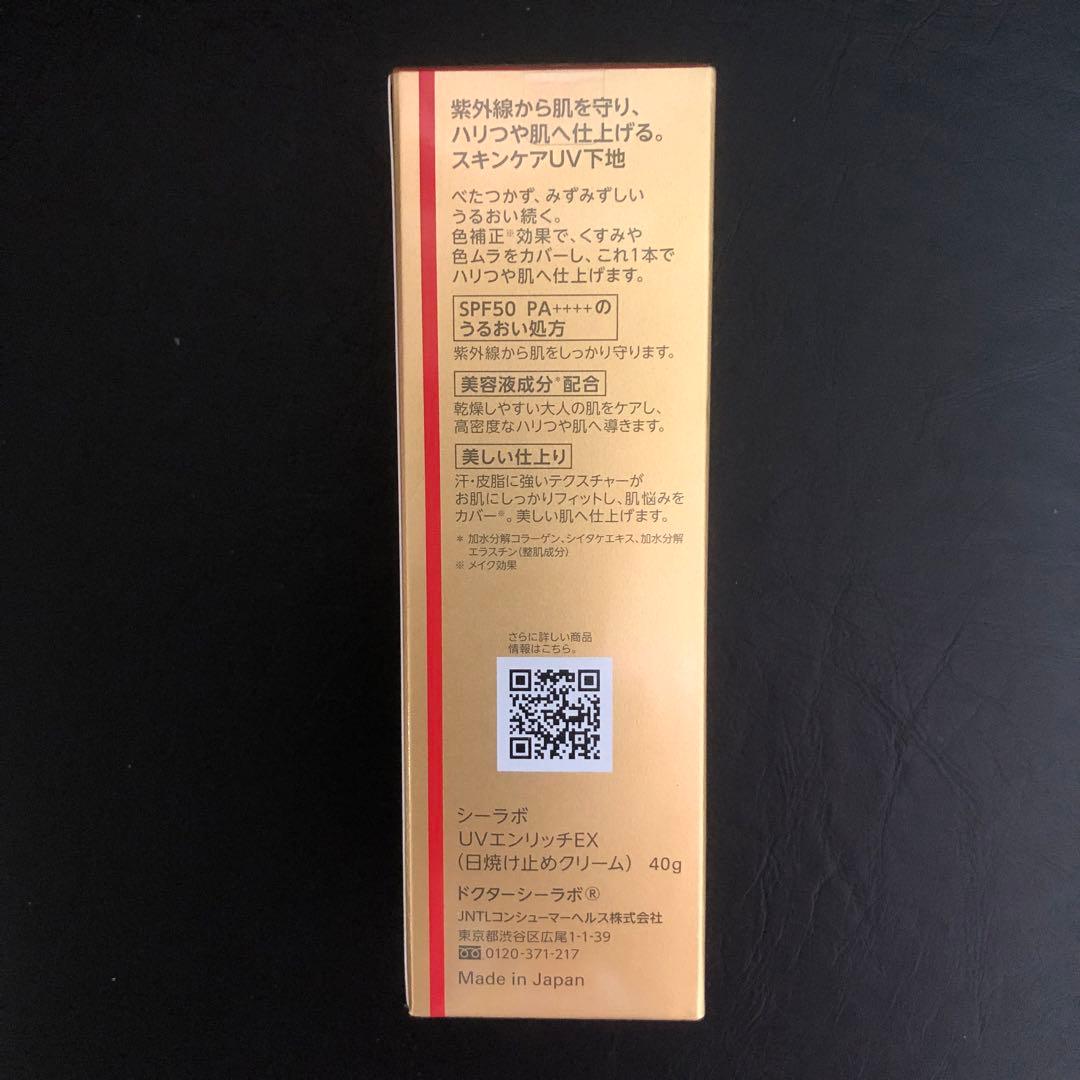 紫外線から肌を守り、
ハリつや肌へ仕上げる。
スキンケアUV下地
べたつかず、みずみずしい
うるおい続く。
色補正※効果で、くすみや
色ムラをカバーし、これ1本で
ハリつや肌へ仕上げます。
SPF50 PA++++の
うるおい処方
紫外線から肌をしっかり守ります。
美容液成分*配合
乾燥しやすい大人の肌をケアし、
高密度なハリつや肌へ導きます。
美しい仕上り
汗・皮脂に強いテクスチャーが
お肌にしっかりフィットし、肌悩みを
カバー※。美しい肌へ仕上げます。
* 加水分解コラーゲン、シイタケエキス、加水分解
エラスチン(整肌成分)
※ メイク効果
さらに詳しい商品
情報はこちら。
シーラボ
UVエンリッチEX
(日焼け止めクリーム) 40g
ドクターシーラボ®
JNTLコンシューマーヘルス株式会社
東京都渋谷区広尾1-1-39
0120-371-217
Made in Japan